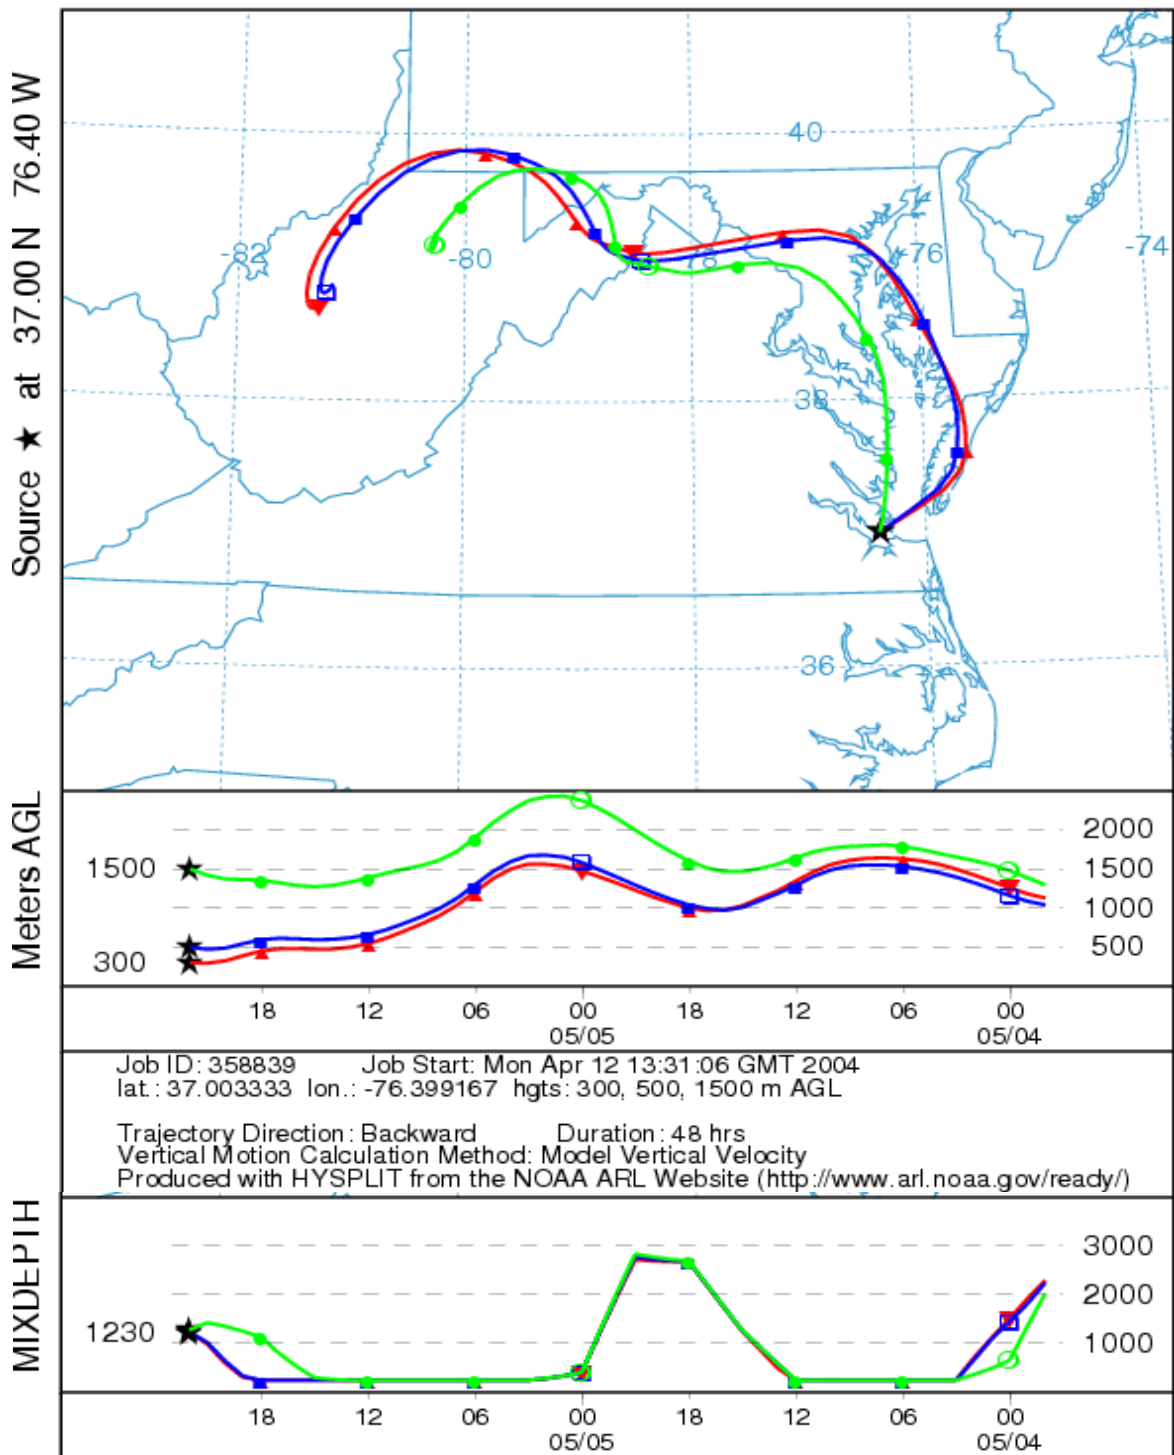 Source ★ at 37.00 N 76.40 W
40
-82
-80
8
-76
-74
38
36
Meters AGL
2000
1500 1500
1000
500
300
18 12 06 00 18 12 06 00
05/05 05/04
Job ID: 358839 Job Start: Mon Apr 12 13:31:06 GMT 2004
lat.: 37.003333 lon.: -76.399167 hgts: 300, 500, 1500 m AGL
Trajectory Direction: Backward Duration: 48 hrs
Vertical Motion Calculation Method: Model Vertical Velocity
Produced with HYSPLIT from the NOAA ARL Website (http://www.arl.noaa.gov/ready/)
MIXDEPTH
3000
2000
1230
1000
18 12 06 00 18 12 06 00
05/05 05/04